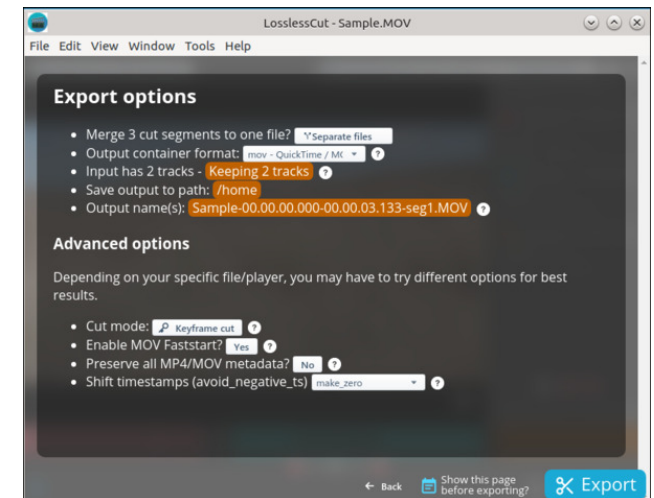 LosslessCut - Sample.MOV
File Edit View Window Tools Help
Export options
Merge 3 cut segments to one file? Separate files
Output container format: mov - QuickTime / M(
Input has 2 tracks - Keeping 2 tracks ?
Save output to path: /home
Output name(s): Sample-00.00.00.000-00.00.03.133-seg1.MOV ?
Advanced options
Depending on your specific file/player, you may have to try different options for best
results.
Cut mode: Keyframe cut ?
Enable MOV Faststart? Yes ?
Preserve all MP4/MOV metadata? No ?
Shift timestamps (avoid_negative_ts) make_zero ?
Back
Show this page
before exporting?
Export